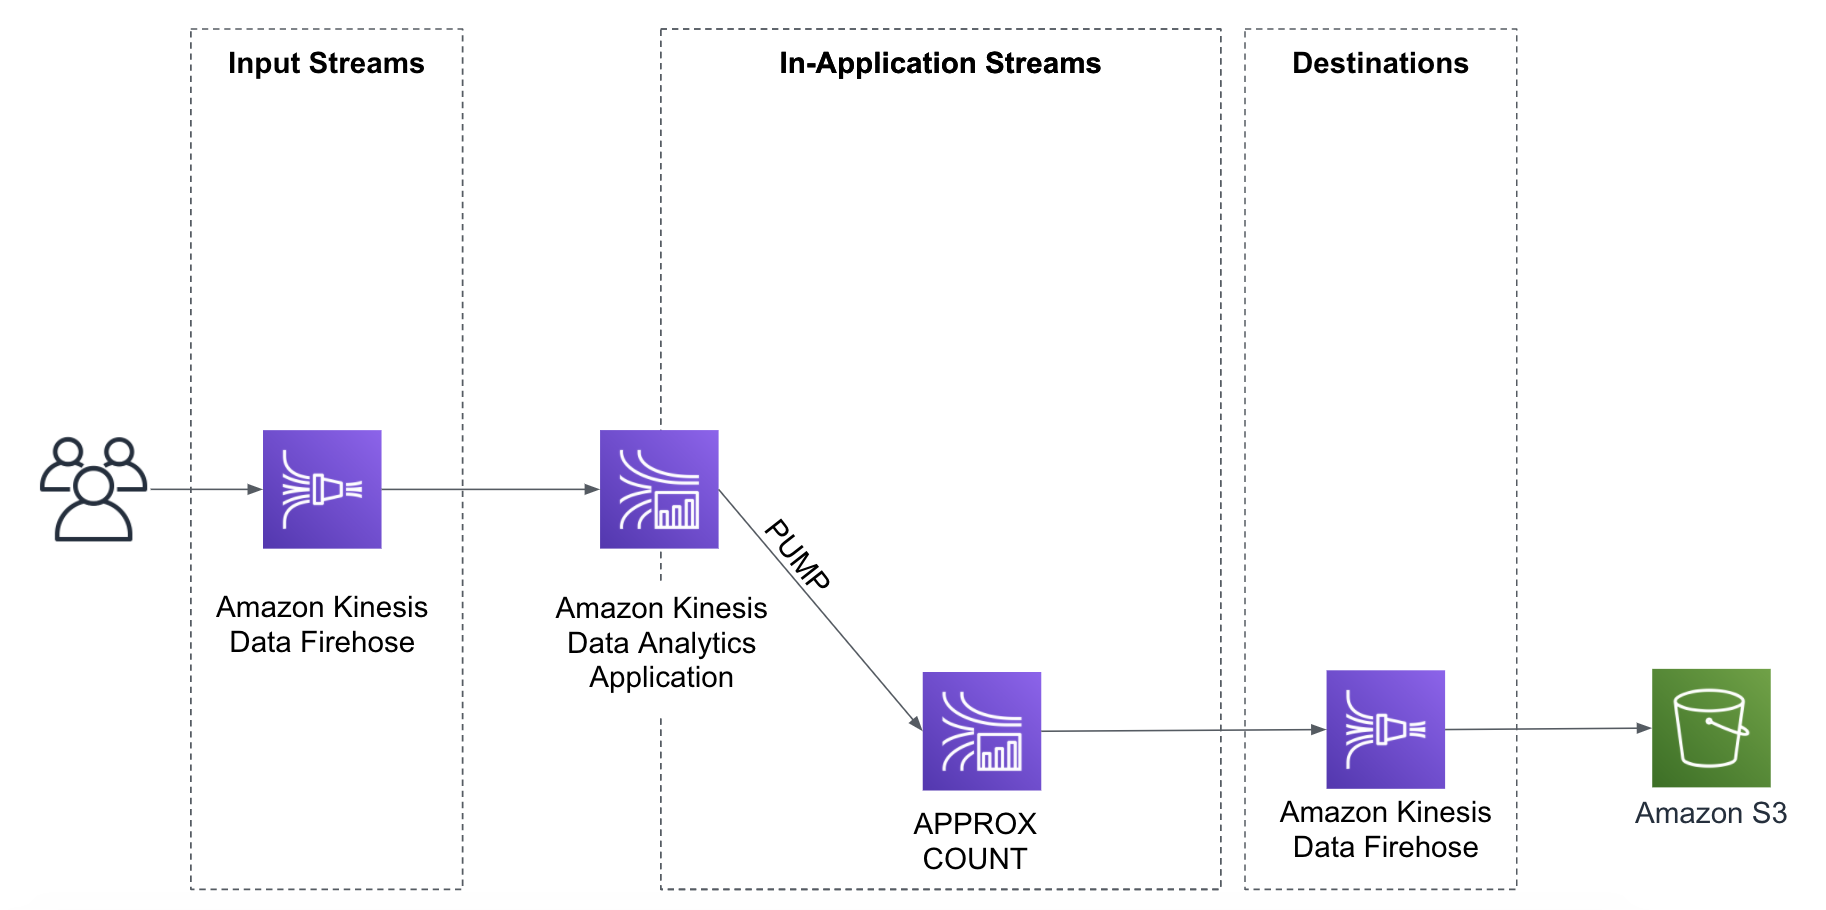 Input Streams
In-Application Streams
Destinations
PUMP
Amazon Kinesis
Data Firehose
Amazon Kinesis
Data Analytics
Application
APPROX
COUNT
Amazon Kinesis
Data Firehose
Amazon S3